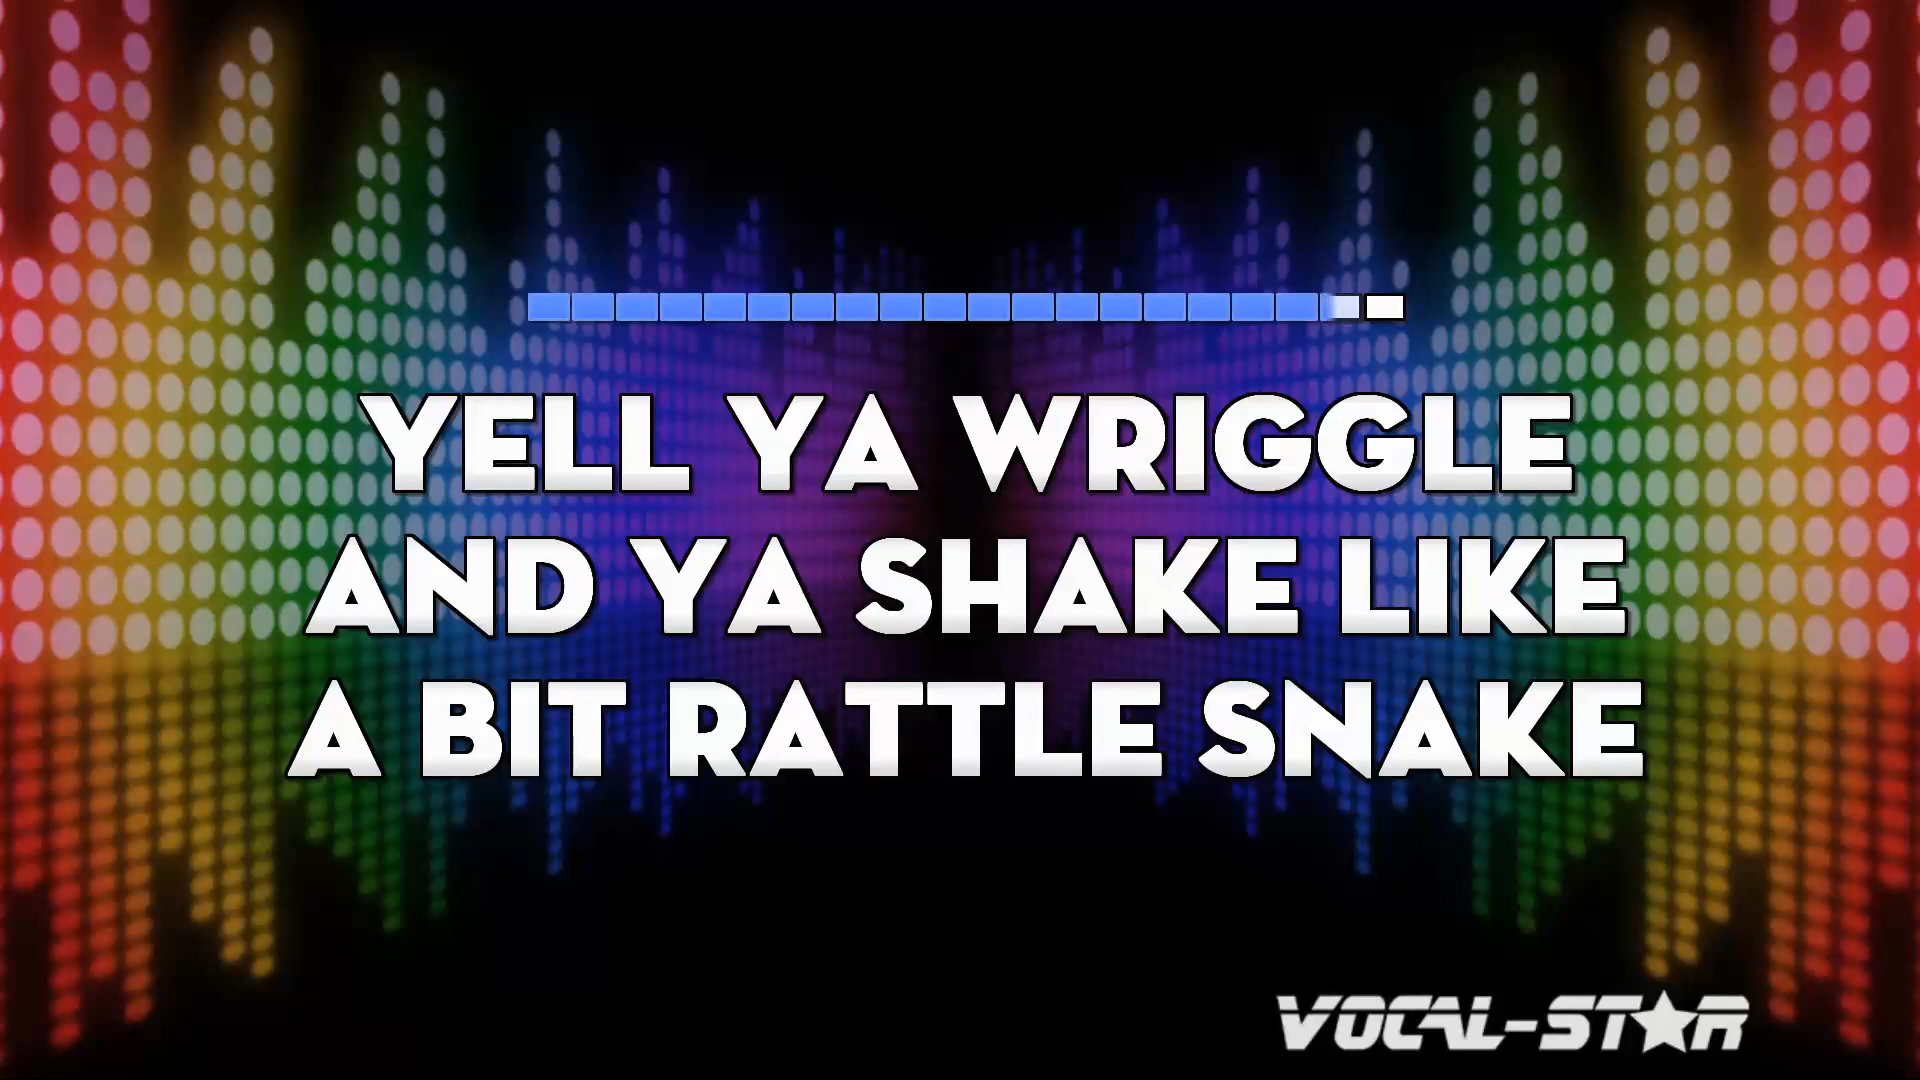 YELL YA WRIGGLE
AND YA SHAKE LIKE
A BIT RATTLE SNAKE
VOCAL-STAR